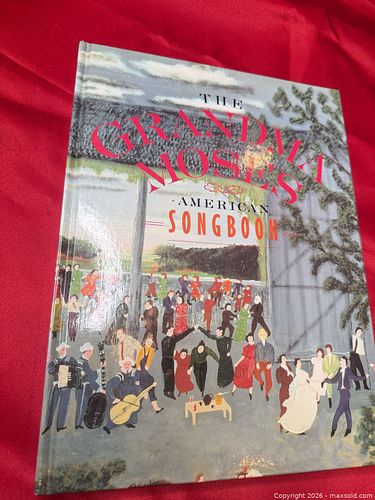 THE
GRANDMA
MOSES
·AMERICAN·
SONGBOOK
Copyright 2026 - maxsold.com